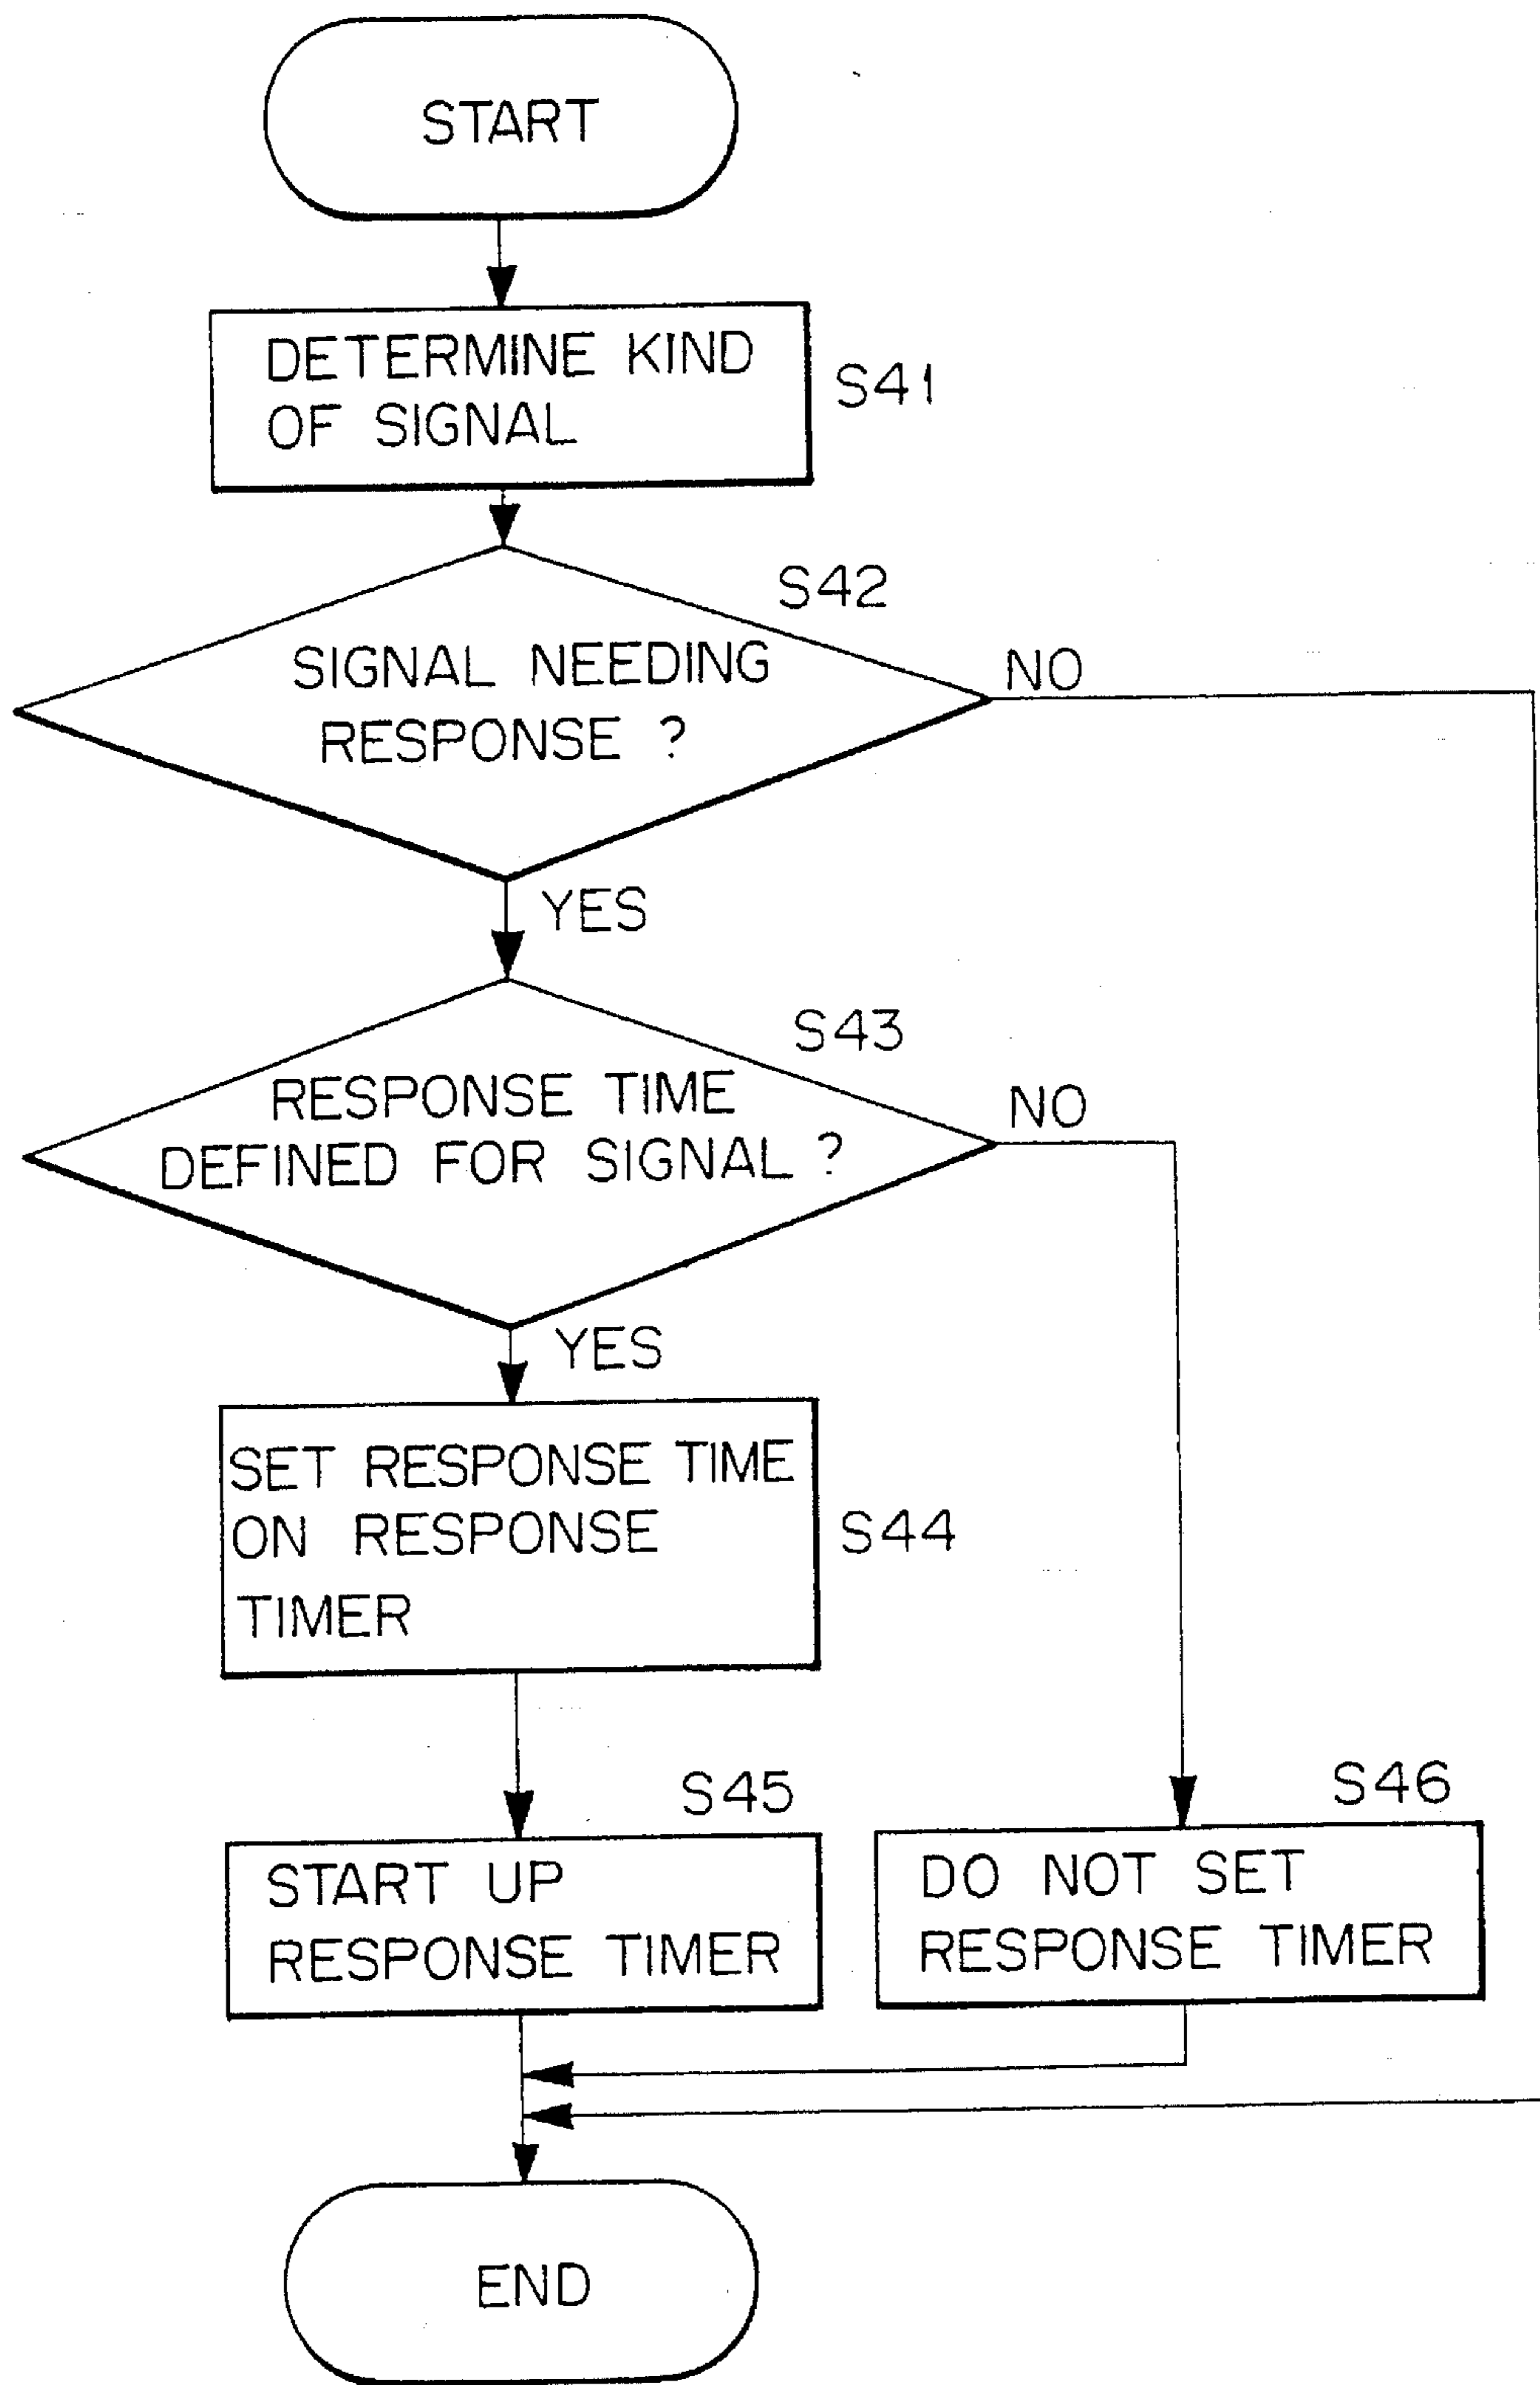 START
DETERMINE KIND
OF SIGNAL
S41
S42
SIGNAL NEEDING
RESPONSE ?
NO
YES
S43
RESPONSE TIME
DEFINED FOR SIGNAL ?
NO
YES
SET RESPONSE TIME
ON RESPONSE
TIMER
S44
S45
START UP
RESPONSE TIMER
S46
DO NOT SET
RESPONSE TIMER
END